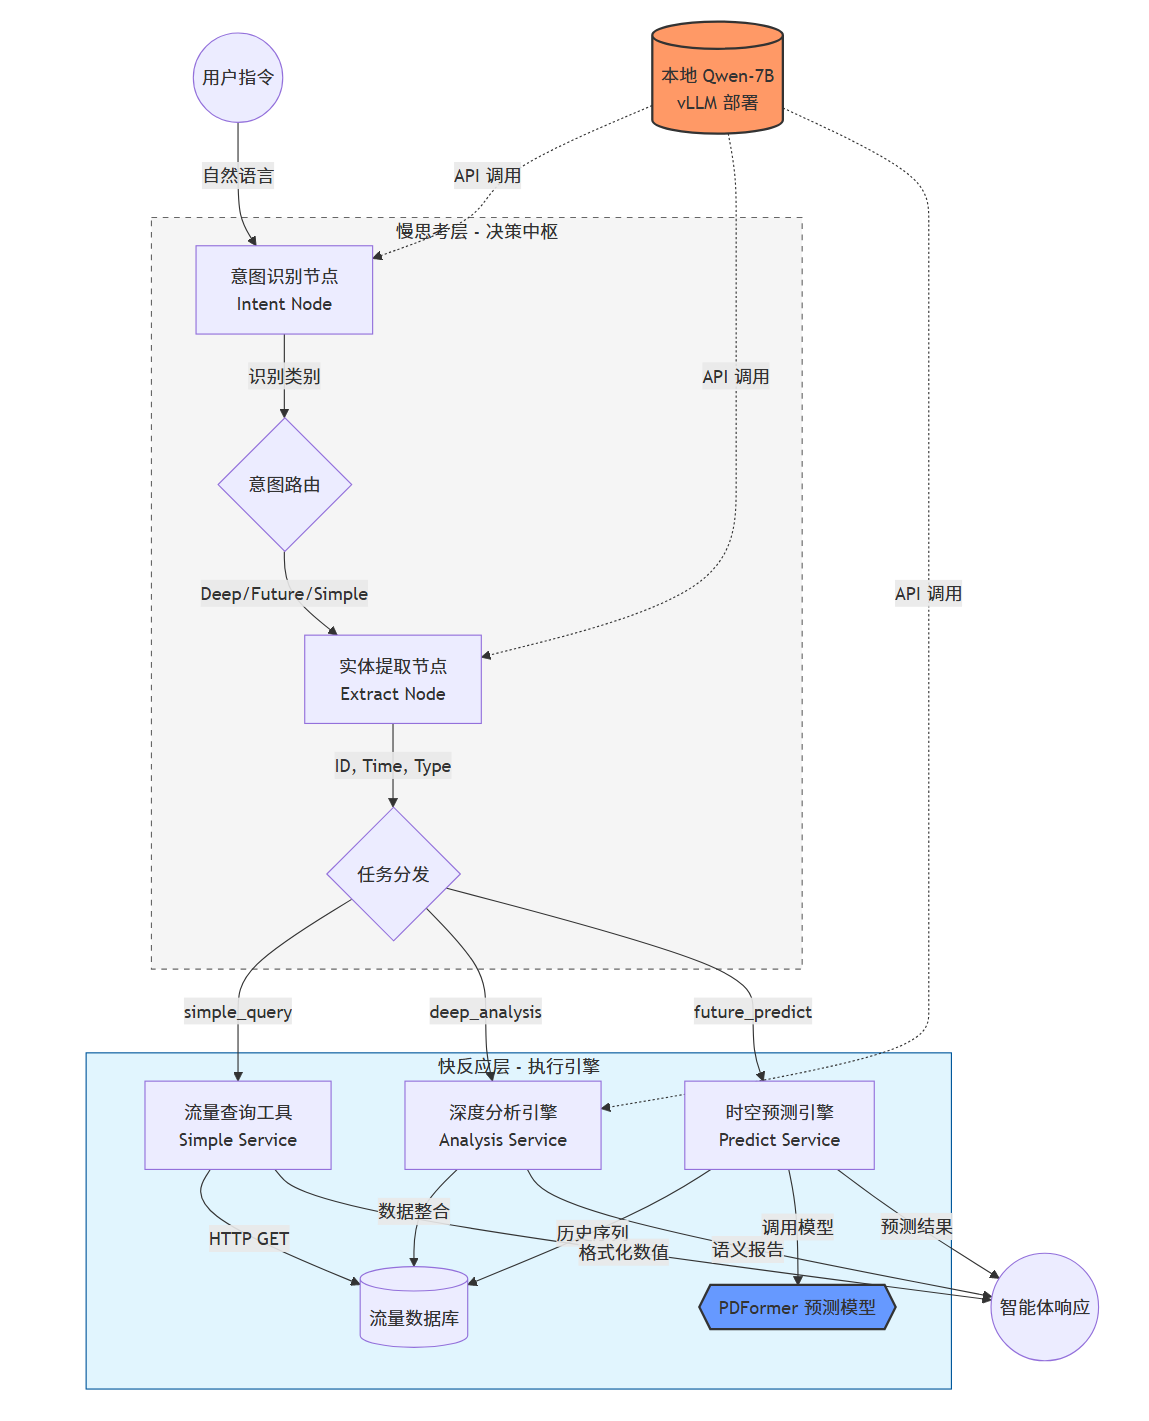 用户指令
本地 Qwen-7B
vLLM 部署
自然语言
API 调用
慢思考层 - 决策中枢
意图识别节点
Intent Node
识别类别
API 调用
意图路由
Deep/Future/Simple
API 调用
实体提取节点
Extract Node
ID, Time, Type
任务分发
simple_query
deep_analysis
future_predict
快反应层 - 执行引擎
流量查询工具
Simple Service
深度分析引擎
Analysis Service
时空预测引擎
Predict Service
数据整合
HTTP GET
历史序列
格式化数值
语义报告
调用模型
预测结果
流量数据库
PDFormer 预测模型
智能体响应